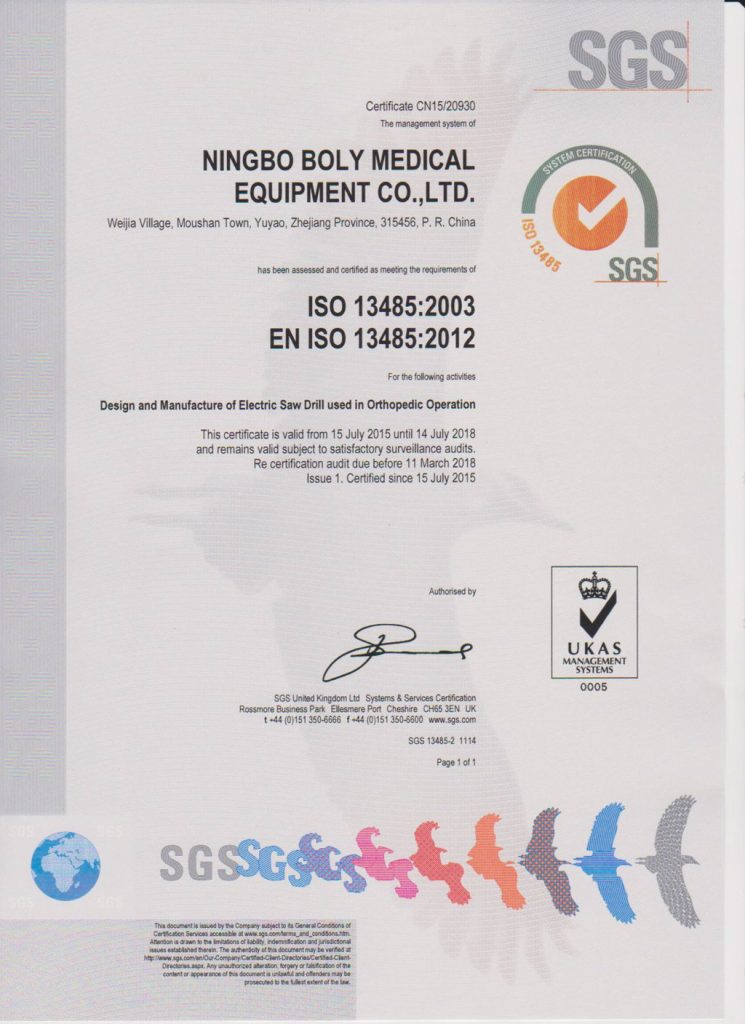 SGS
Certificate CN15/20930
The management system of
NINGBO BOLY MEDICAL
EQUIPMENT CO.,LTD.
Weijia Village, Moushan Town, Yuyao, Zhejiang Province, 315456, P. R. China
SYSTEM CERTIFICATION
ISO 13485
SGS
has been assessed and certified as meeting the requirements of
ISO 13485:2003
EN ISO 13485:2012
For the following activities
Design and Manufacture of Electric Saw Drill used in Orthopedic Operation
This certificate is valid from 15 July 2015 until 14 July 2018
and remains valid subject to satisfactory surveillance audits.
Re certification audit due before 11 March 2018
Issue 1. Certified since 15 July 2015
Authorised by
UKAS
MANAGEMENT
SYSTEMS
0005
SGS United Kingdom Ltd Systems & Services Certification
Rossmore Business Park Ellesmere Port Cheshire CH65 3EN UK
t +44 (0)151 350-6666 f +44 (0)151 350-6600 www.sgs.com
SGS 13485-2 1114
Page 1 of 1
SGS SGS
This document is issued by the Company subject to its General Conditions of
Certification Services accessible at www.sgs.com/terms_and_conditions.htm.
Attention is drawn to the limitations of liability, indemnification and jurisdictional
issues established therein. The authenticity of this document may be verified at
http://www.sgs.com/en/Our-Company/Certified-Client-Directories/Certified-Client-
Directories.aspx. Any unauthorized alteration, forgery or falsification of the
content or appearance of this document is unlawful and offenders may be
prosecuted to the fullest extent of the law.